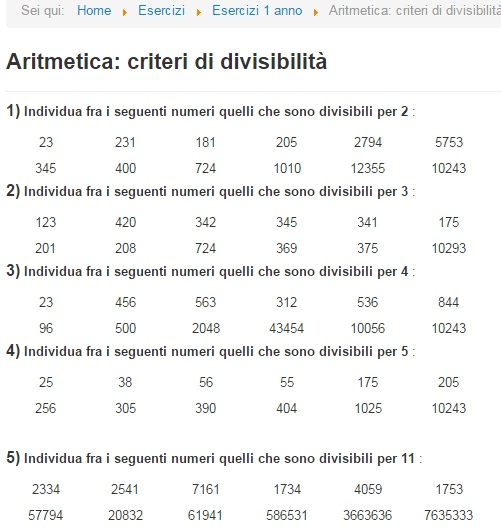 Sei qui: Home Esercizi Esercizi 1 anno Aritmetica: criteri di divisibilità
Aritmetica: criteri di divisibilità
1) Individua fra i seguenti numeri quelli che sono divisibili per 2 :
23 231 181 205 2794 5753
345 400 724 1010 12355 10243
2) Individua fra i seguenti numeri quelli che sono divisibili per 3 :
123 420 342 345 341 175
201 208 724 369 375 10293
3) Individua fra i seguenti numeri quelli che sono divisibili per 4 :
23 456 563 312 536 844
96 500 2048 43454 10056 10243
4) Individua fra i seguenti numeri quelli che sono divisibili per 5 :
25 38 56 55 175 205
256 305 390 404 1025 10243
5) Individua fra i seguenti numeri quelli che sono divisibili per 11 :
2334 2541 7161 1734 4059 1753
57794 20832 61941 586531 3663636 7635333